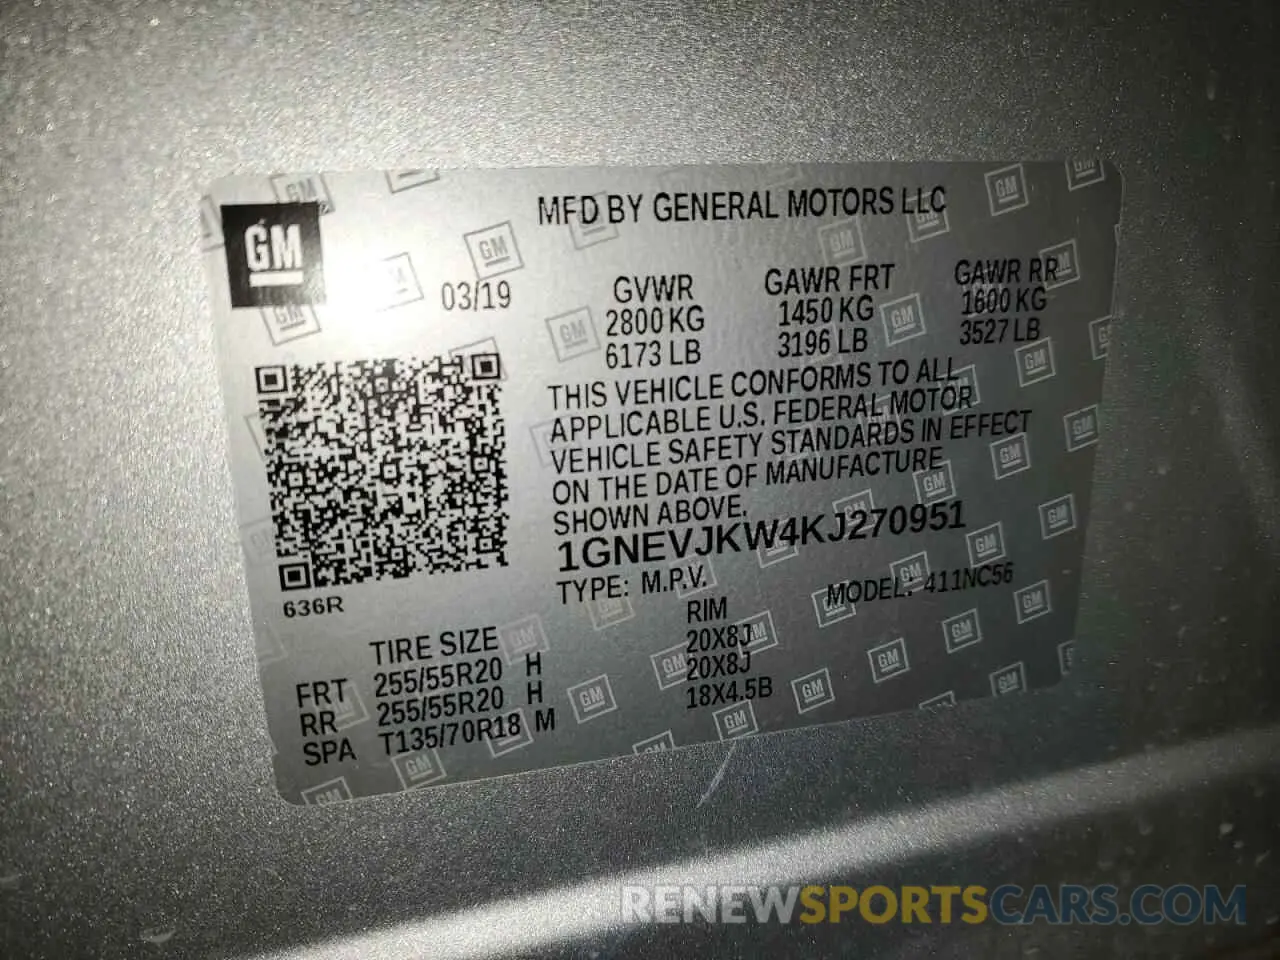 GM
MFD BY GENERAL MOTORS LLC
03/19
GVWR GAWR FRT GAWR RR
2800 KG 1450 KG 1600 KG
6173 LB 3196 LB 3527 LB
THIS VEHICLE CONFORMS TO ALL
APPLICABLE U.S. FEDERAL MOTOR
VEHICLE SAFETY STANDARDS IN EFFECT
ON THE DATE OF MANUFACTURE
SHOWN ABOVE.
1GNEVJKW4KJ270951
TYPE: M.P.V. MODEL: 411NC56
636R
TIRE SIZE RIM
FRT 255/55R20 H 20X8J
RR 255/55R20 H 20X8J
SPA T135/70R18 M 18X4.5B
RENEWSPORTSCARS.COM